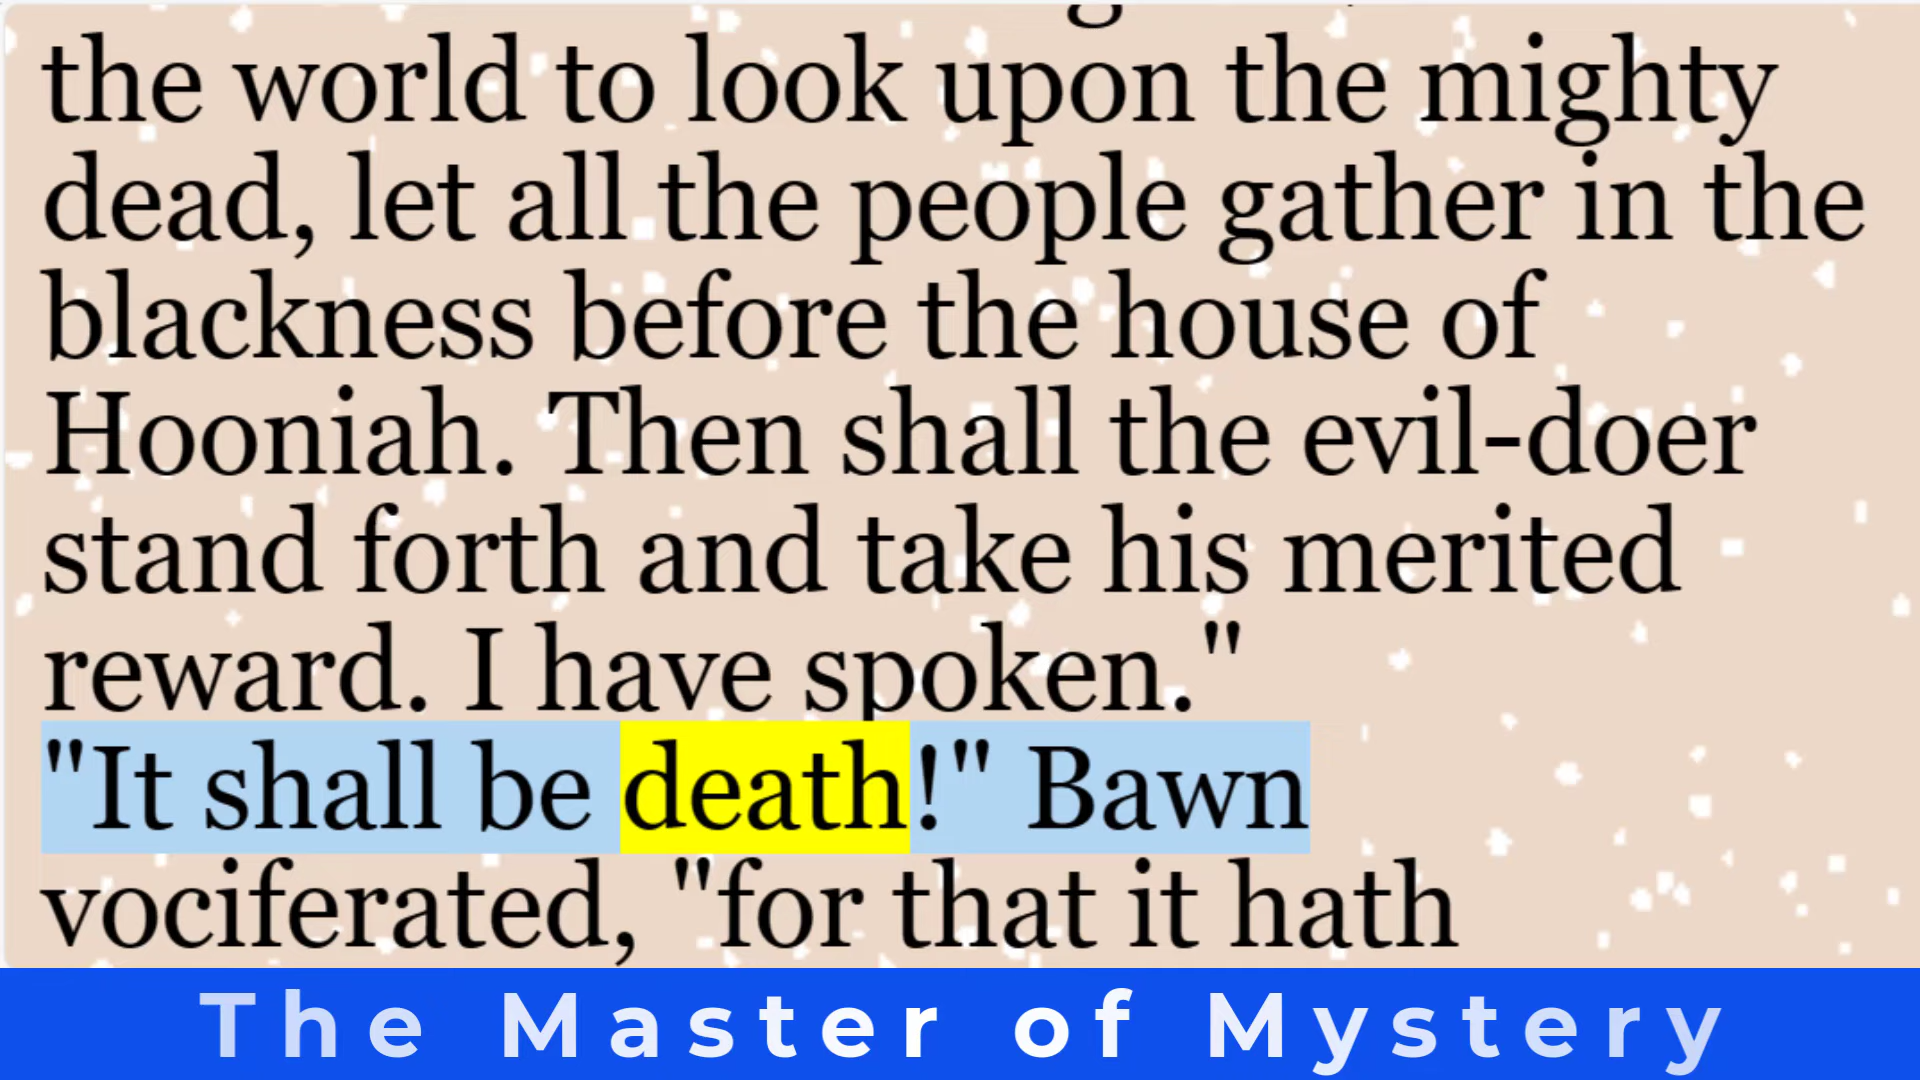 the world to look upon the mighty
dead, let all the people gather in the
blackness before the house of
Hooniah. Then shall the evil-doer
stand forth and take his merited
reward. I have spoken."
"It shall be death!" Bawn
vociferated, "for that it hath
The Master of Mystery